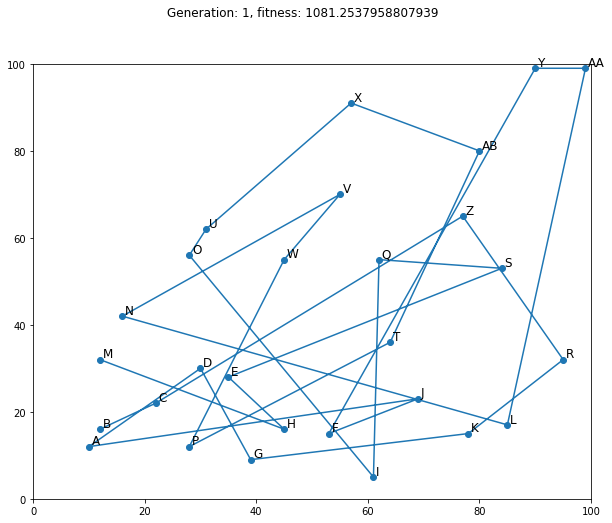 Generation: 1, fitness: 1081.2537958807939
100
80
60
40
20
0
0 20 40 60 80 100
Y AA
X
AB
V
Z
U
O W Q S
N
T
M R
D
E
C J
B H F K L
A P
G
I